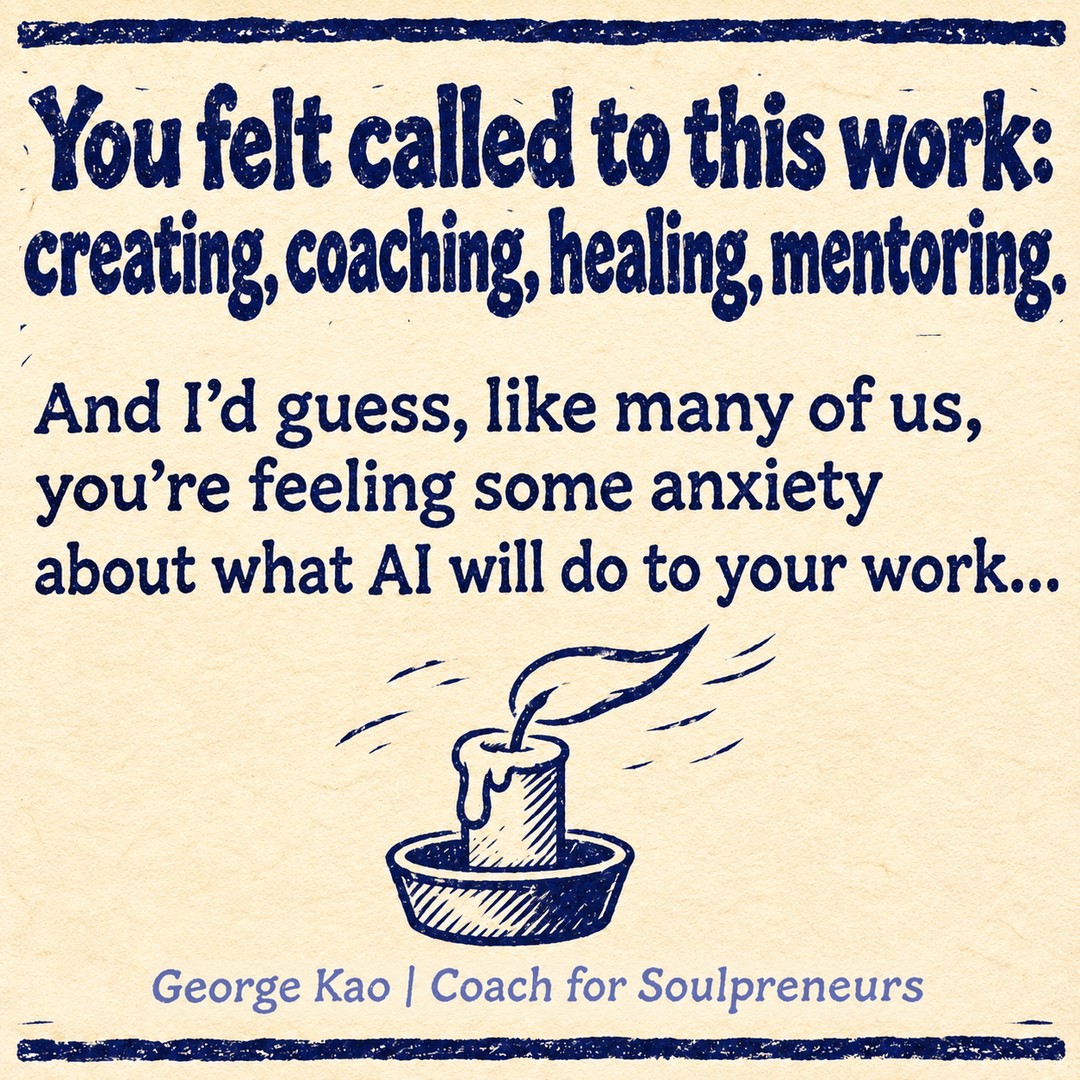 You felt called to this work:
creating, coaching, healing, mentoring.
And I’d guess, like many of us,
you’re feeling some anxiety
about what AI will do to your work...
George Kao | Coach for Soulpreneurs